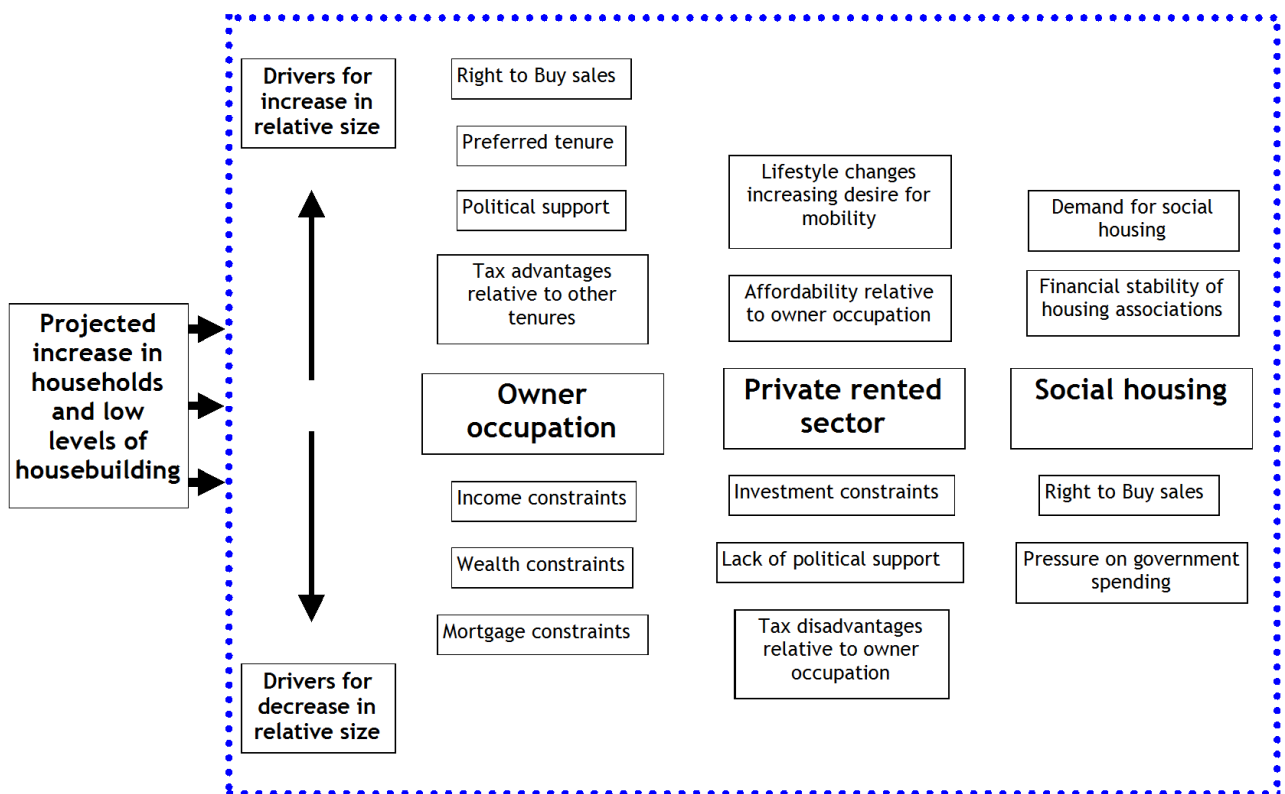 Projected
increase in
households
and low
levels of
housebuilding
Drivers for
increase in
relative size
Drivers for
decrease in
relative size
Right to Buy sales
Preferred tenure
Political support
Tax advantages
relative to other
tenures
Owner
occupation
Income constraints
Wealth constraints
Mortgage constraints
Lifestyle changes
increasing desire for
mobility
Affordability relative
to owner occupation
Private rented
sector
Investment constraints
Lack of political support
Tax disadvantages
relative to owner
occupation
Demand for social
housing
Financial stability of
housing associations
Social housing
Right to Buy sales
Pressure on government
spending